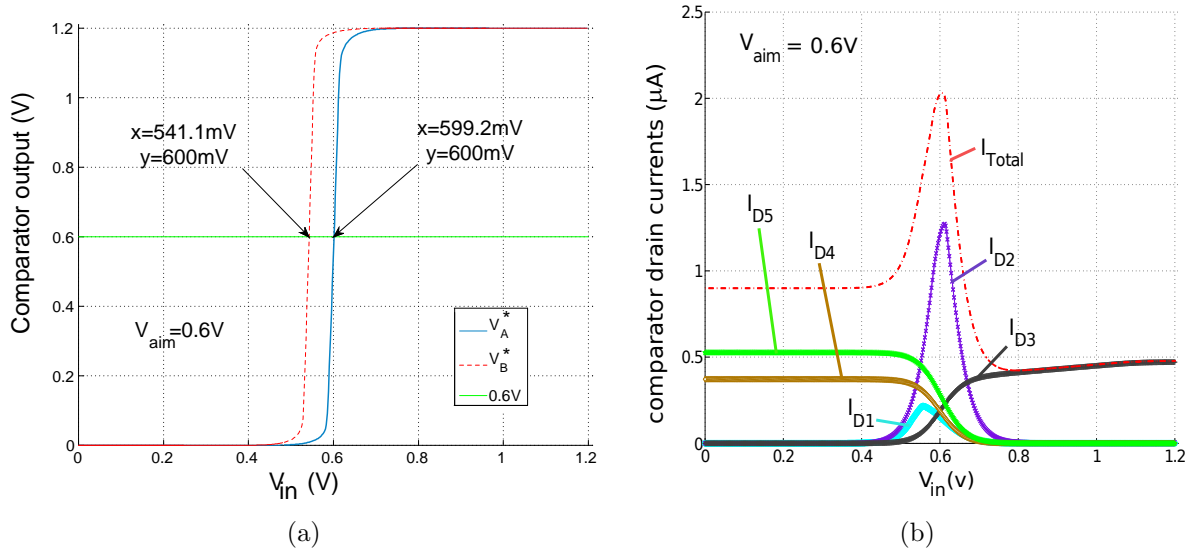 Comparator output (V)
1.2
1
0.8
0.6
0.4
0.2
0
0
0.2
0.4
0.6
0.8
1
1.2
V_in (V)
x=541.1mV
y=600mV
x=599.2mV
y=600mV
V_aim=0.6V
V_A^*
V_B^*
0.6V
(a)
comparator drain currents (μA)
2.5
2
1.5
1
0.5
0
0
0.2
0.4
0.6
0.8
1
1.2
V_in(v)
V_aim = 0.6V
I_Total
I_D5
I_D4
I_D2
I_D3
I_D1
(b)